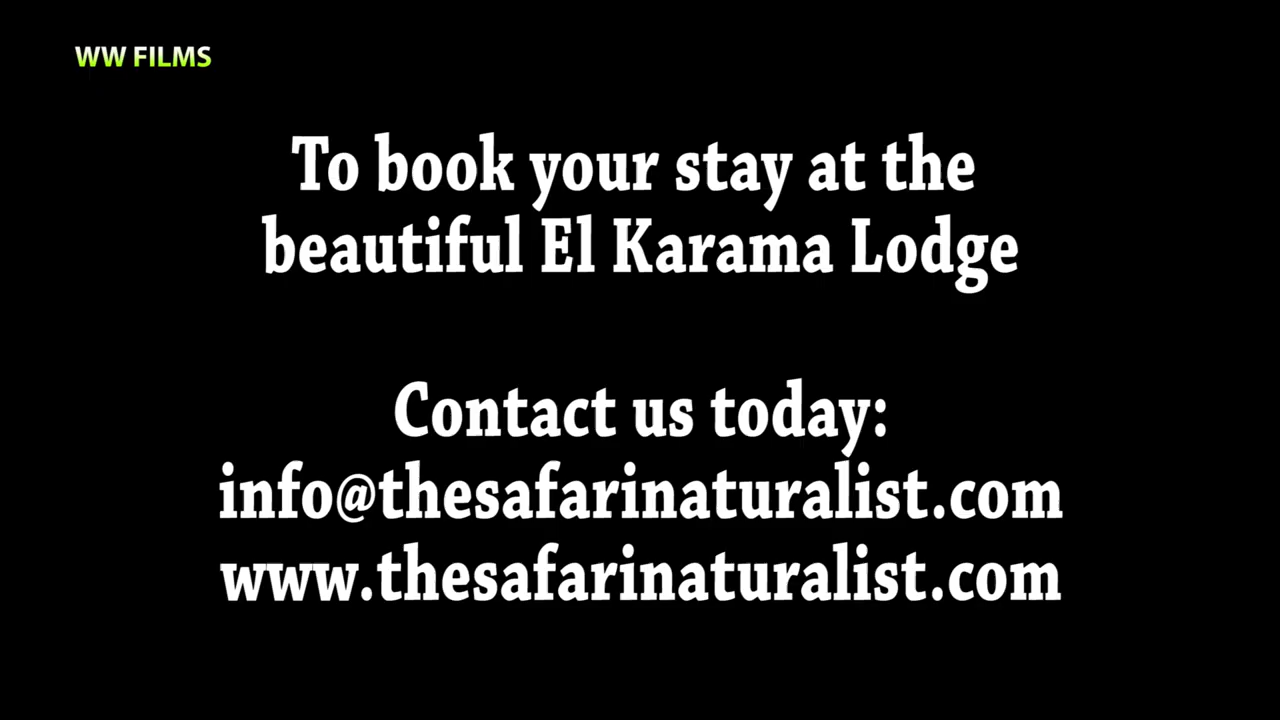 WW FILMS
To book your stay at the
beautiful El Karama Lodge
Contact us today:
info@thesafarinaturalist.com
www.thesafarinaturalist.com